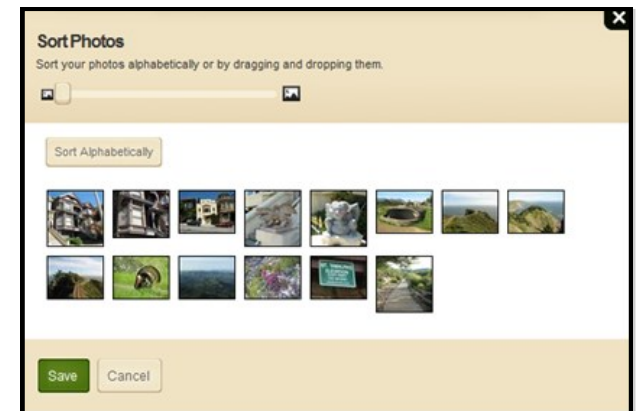 Sort Photos
Sort your photos alphabetically or by dragging and dropping them.
Sort Alphabetically
Save
Cancel